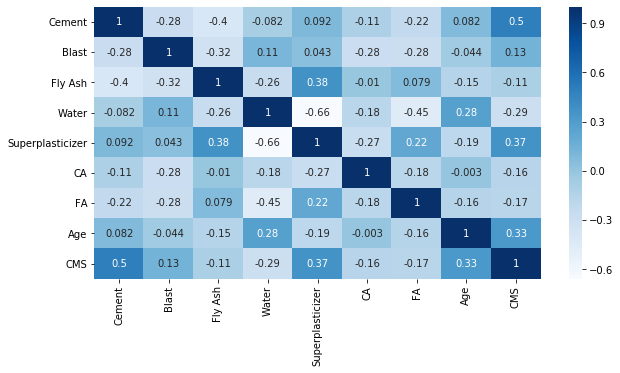 Cement 1 -0.28 -0.4 -0.082 0.092 -0.11 -0.22 0.082 0.5
Blast -0.28 1 -0.32 0.11 0.043 -0.28 -0.28 -0.044 0.13
Fly Ash -0.4 -0.32 1 -0.26 0.38 -0.01 0.079 -0.15 -0.11
Water -0.082 0.11 -0.26 1 -0.66 -0.18 -0.45 0.28 -0.29
Superplasticizer 0.092 0.043 0.38 -0.66 1 -0.27 0.22 -0.19 0.37
CA -0.11 -0.28 -0.01 -0.18 -0.27 1 -0.18 -0.003 -0.16
FA -0.22 -0.28 0.079 -0.45 0.22 -0.18 1 -0.16 -0.17
Age 0.082 -0.044 -0.15 0.28 -0.19 -0.003 -0.16 1 0.33
CMS 0.5 0.13 -0.11 -0.29 0.37 -0.16 -0.17 0.33 1
Cement Blast Fly Ash Water Superplasticizer CA FA Age CMS
0.9
0.6
0.3
0.0
−0.3
−0.6